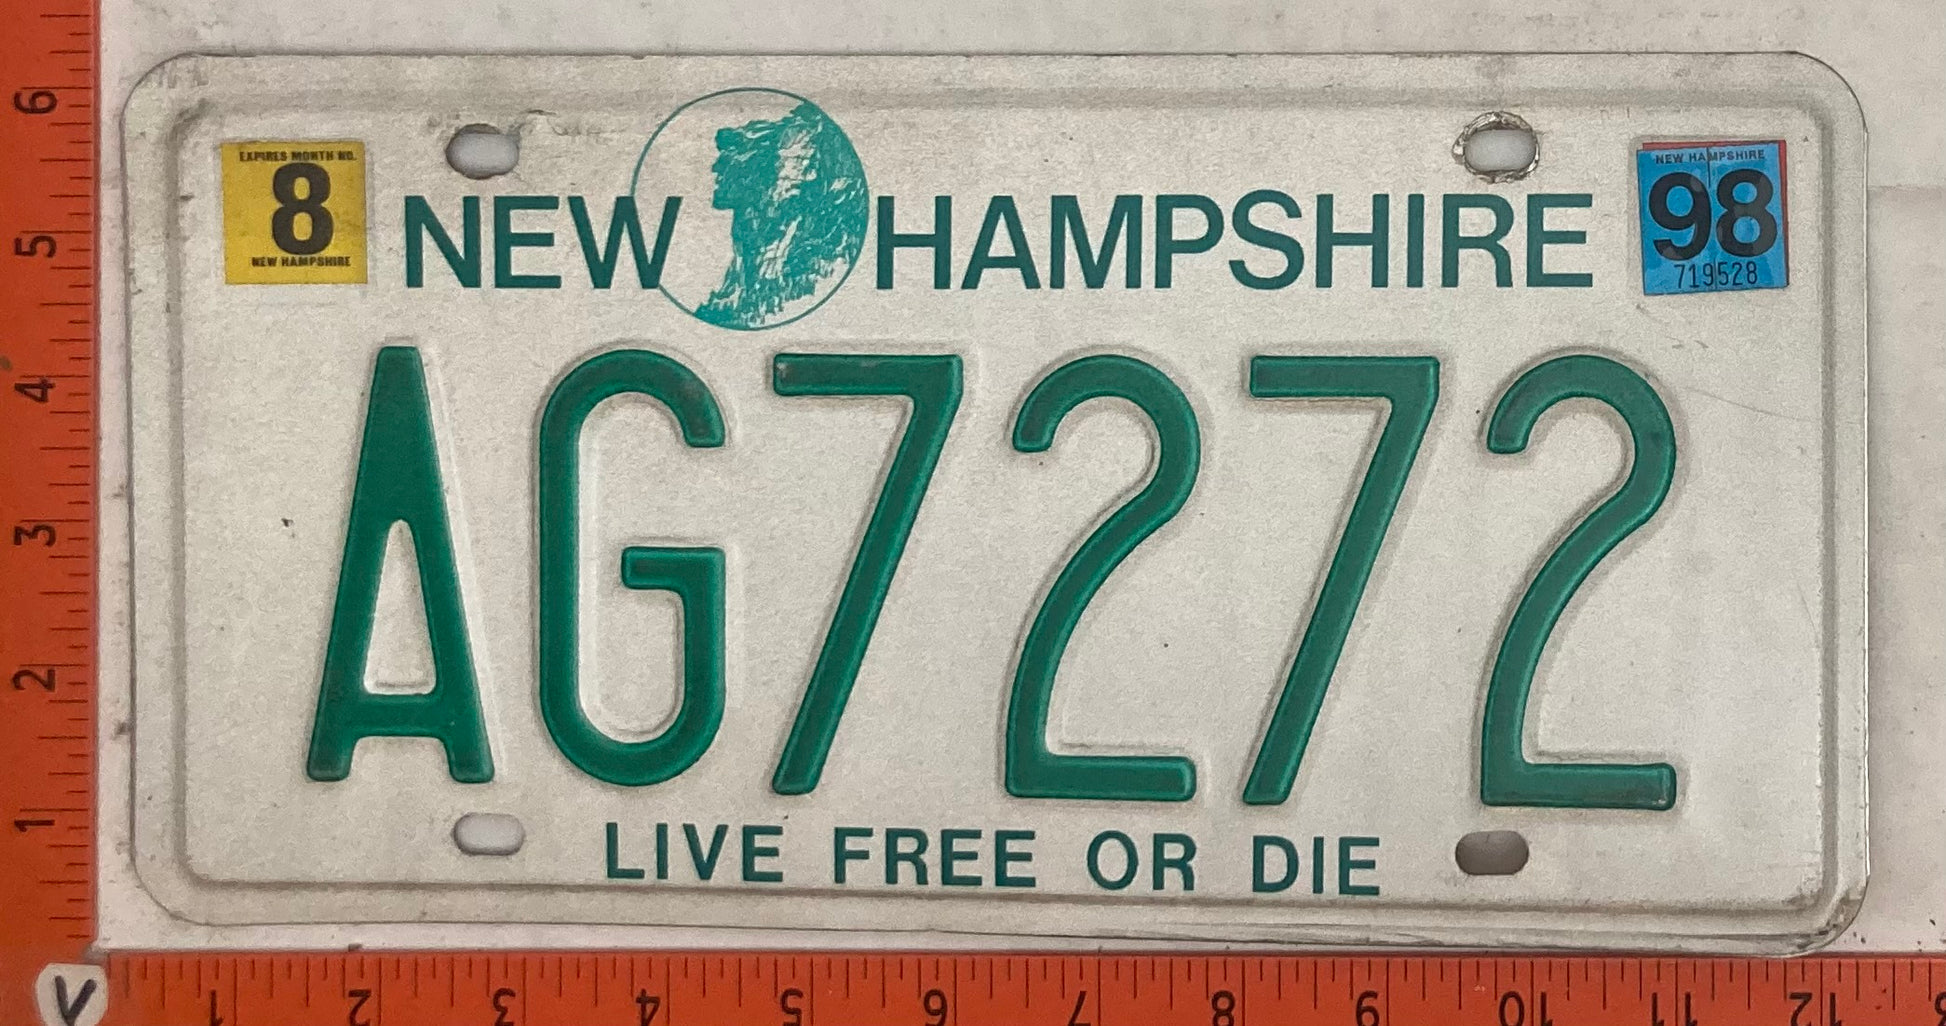 EXPIRES MONTH NO.
8
NEW HAMPSHIRE
NEW HAMPSHIRE
NEW HAMPSHIRE
98
719528
AG7272
LIVE FREE OR DIE
6
5
4
3
2
1
V
1 2 3 4 5 6 7 8 9 10 11 12